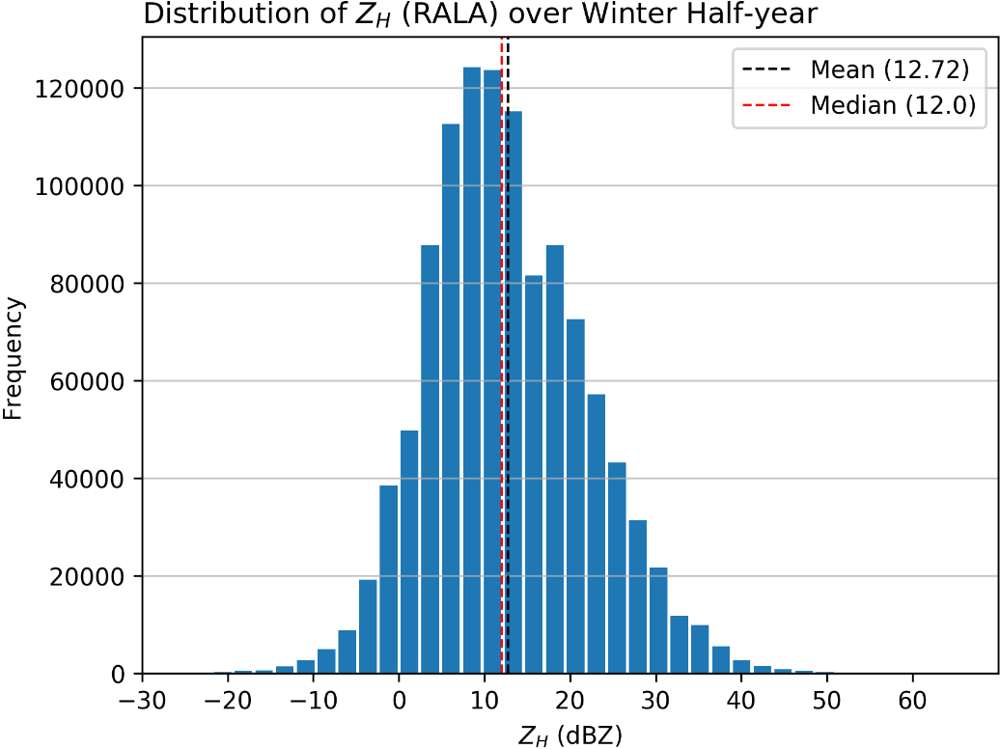 Distribution of Z_H (RALA) over Winter Half-year
Mean (12.72)
Median (12.0)
120000
100000
80000
60000
40000
20000
0
Frequency
−30 −20 −10 0 10 20 30 40 50 60
Z_H (dBZ)